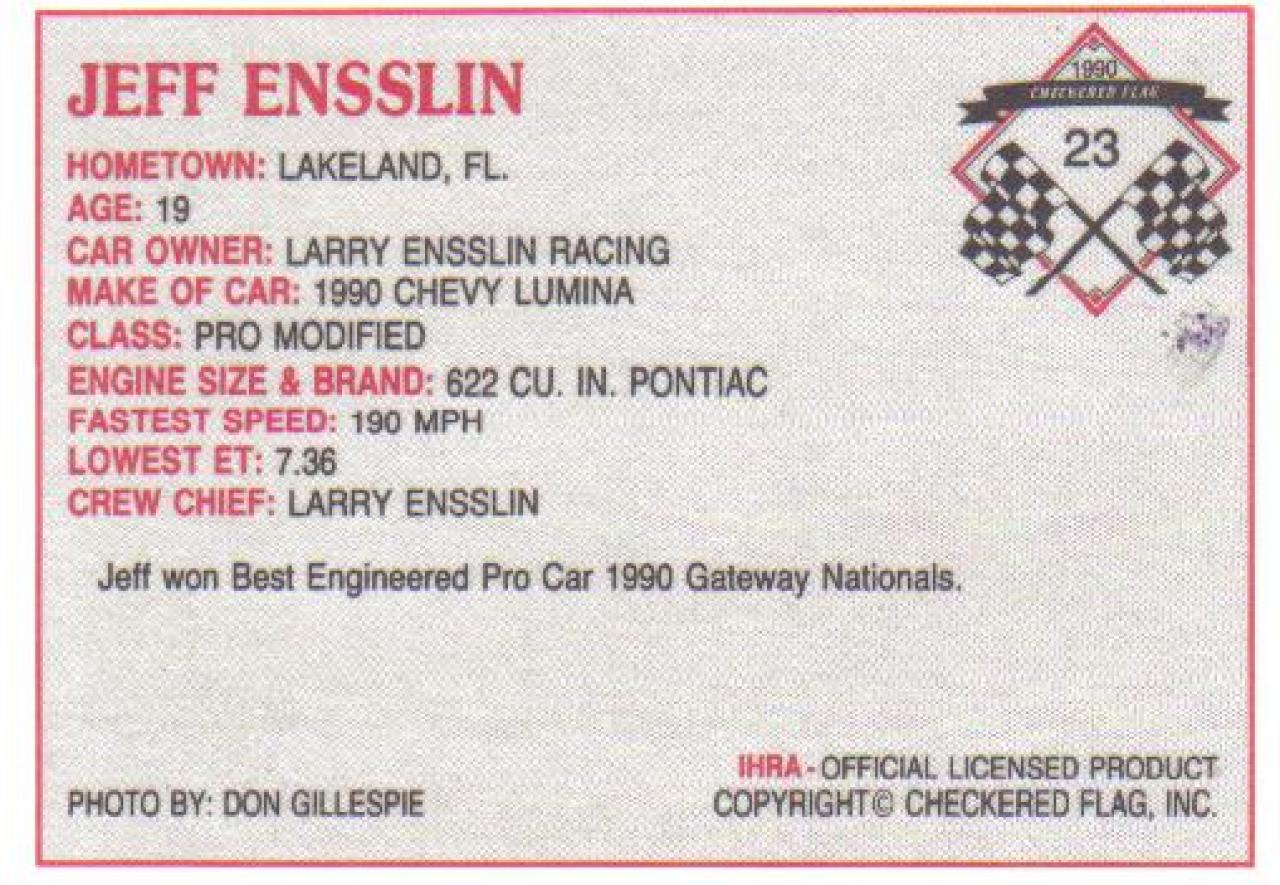 JEFF ENSSLIN
1990
CHECKERED FLAG
23
HOMETOWN: LAKELAND, FL.
AGE: 19
CAR OWNER: LARRY ENSSLIN RACING
MAKE OF CAR: 1990 CHEVY LUMINA
CLASS: PRO MODIFIED
ENGINE SIZE & BRAND: 622 CU. IN. PONTIAC
FASTEST SPEED: 190 MPH
LOWEST ET: 7.36
CREW CHIEF: LARRY ENSSLIN
Jeff won Best Engineered Pro Car 1990 Gateway Nationals.
IHRA - OFFICIAL LICENSED PRODUCT
PHOTO BY: DON GILLESPIE
COPYRIGHT © CHECKERED FLAG, INC.